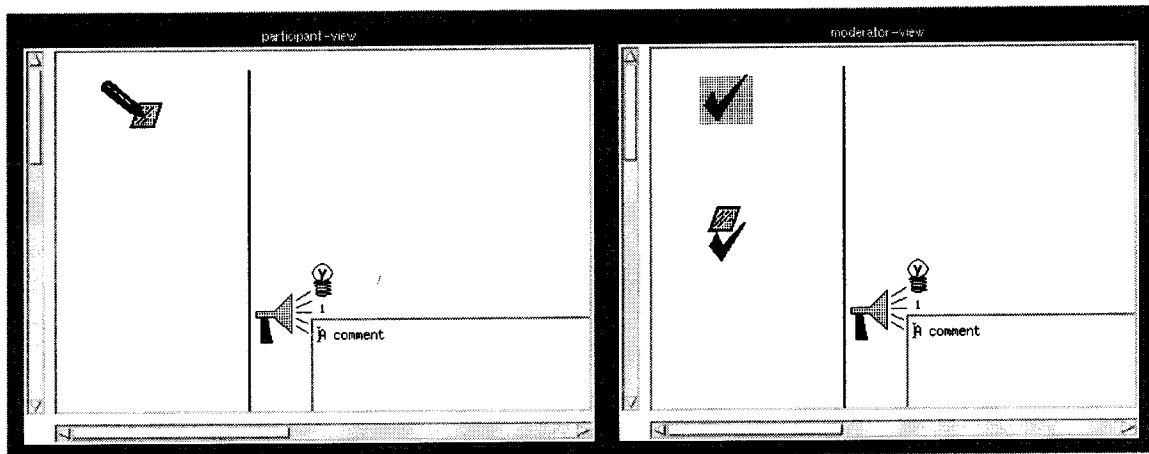 participant-view
Y
1
A comment
moderator-view
Y
1
A comment